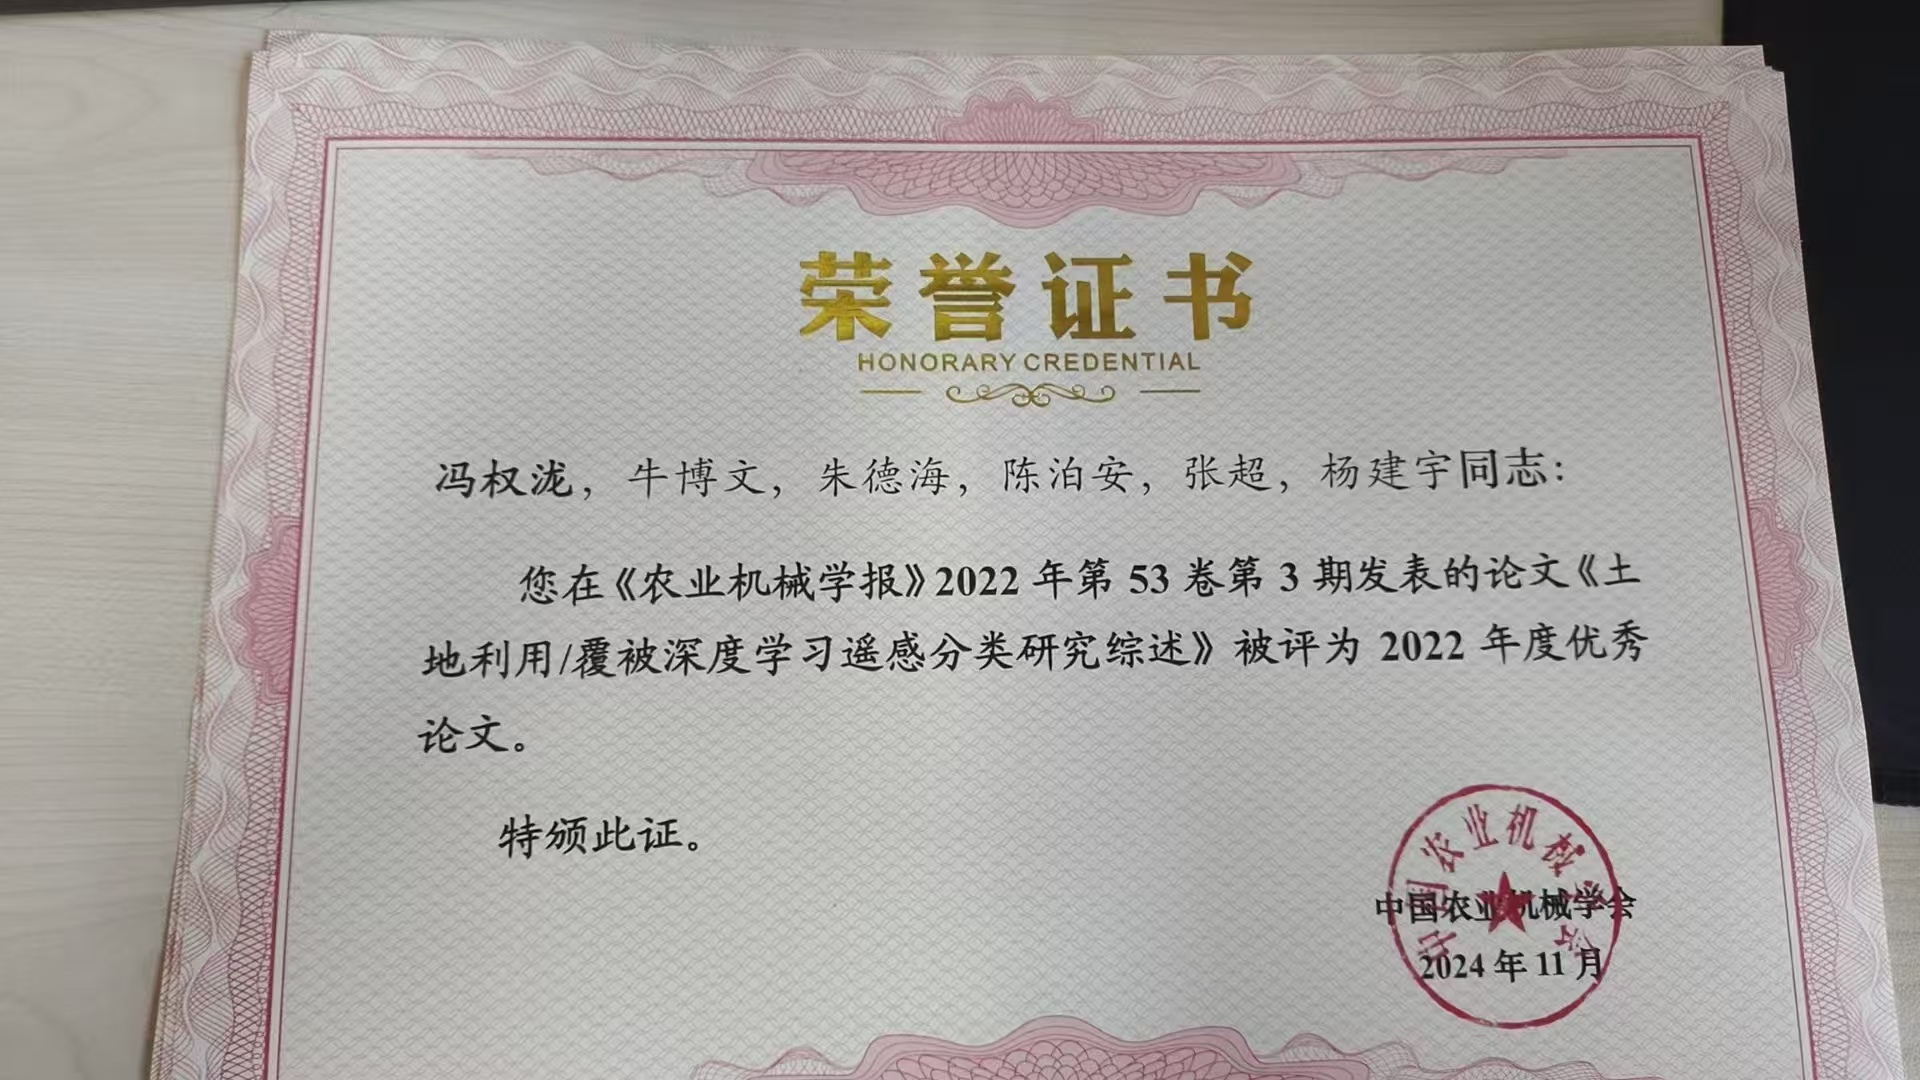 荣誉证书
HONORARY CREDENTIAL
冯权泷，牛博文，朱德海，陈泊安，张超，杨建宇同志：
您在《农业机械学报》2022 年第 53 卷第 3 期发表的论文《土
地利用/覆被深度学习遥感分类研究综述》被评为 2022 年度优秀
论文。
特颁此证。
中国农业机械学会
中国农业机械学会
2024 年 11 月